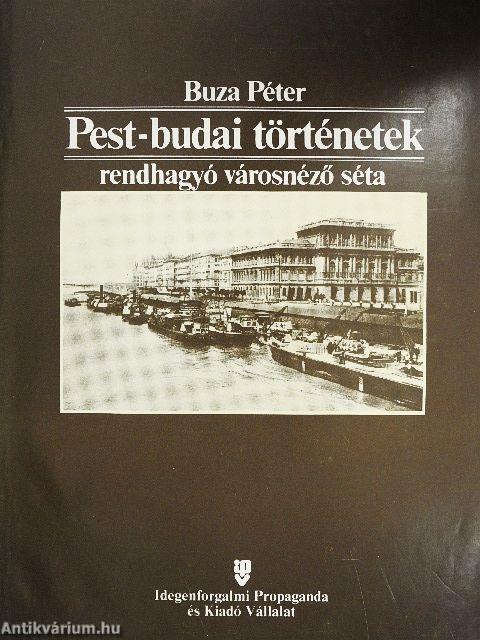 Buza Péter
Pest-budai történetek
rendhagyó városnéző séta
Idegenforgalmi Propaganda
és Kiadó Vállalat
Antikvárium.hu